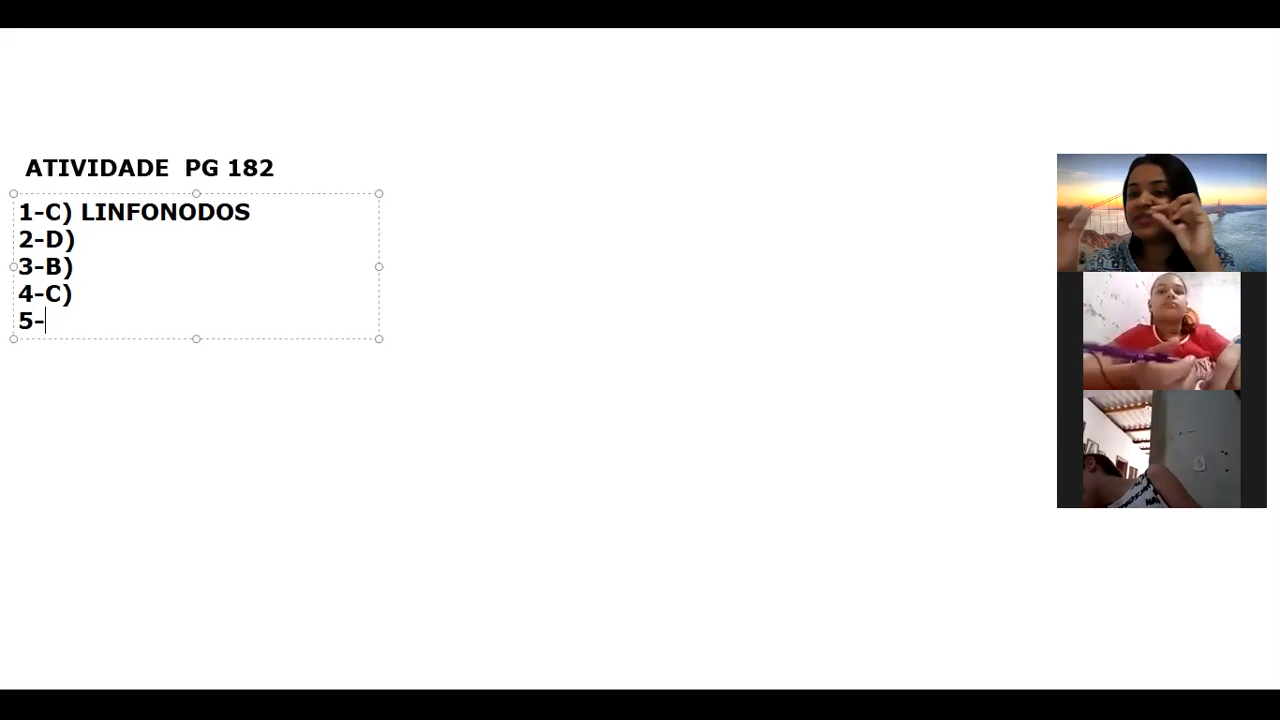 ATIVIDADE PG 182
1-C) LINFONODOS
2-D)
3-B)
4-C)
5-